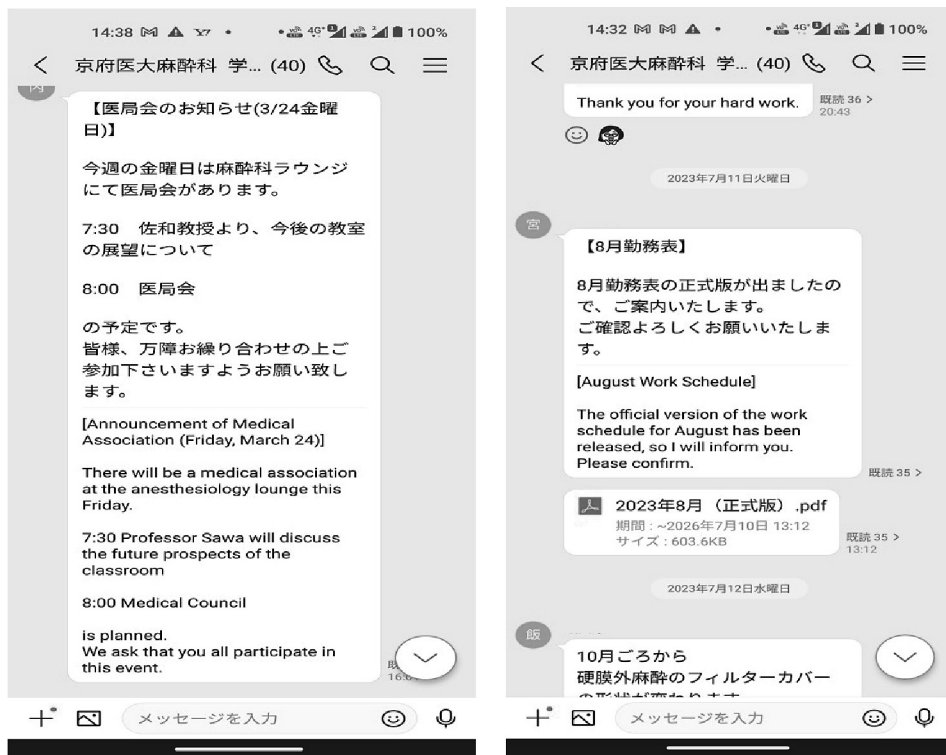 14:38
4G+
100%
京府医大麻酔科 学... (40)
内
【医局会のお知らせ(3/24金曜
日)】
今週の金曜日は麻酔科ラウンジ
にて医局会があります。
7:30 佐和教授より、今後の教室
の展望について
8:00 医局会
の予定です。
皆様、万障お繰り合わせの上ご
参加下さいますようお願い致し
ます。
[Announcement of Medical
Association (Friday, March 24)]
There will be a medical association
at the anesthesiology lounge this
Friday.
7:30 Professor Sawa will discuss
the future prospects of the
classroom
8:00 Medical Council
is planned.
We ask that you all participate in
this event.
メッセージを入力
14:32
4G+
100%
京府医大麻酔科 学... (40)
Thank you for your hard work.
既読 36 >
20:43
2023年7月11日火曜日
宮
【8月勤務表】
8月勤務表の正式版が出ましたの
で、ご案内いたします。
ご確認よろしくお願いいたしま
す。
[August Work Schedule]
The official version of the work
schedule for August has been
released, so I will inform you.
Please confirm.
既読 35 >
2023年8月（正式版）.pdf
期間 : ~2026年7月10日 13:12
サイズ : 603.6KB
既読 35 >
13:12
2023年7月12日水曜日
飯
10月ごろから
硬膜外麻酔のフィルターカバー
の形状が変わります
メッセージを入力